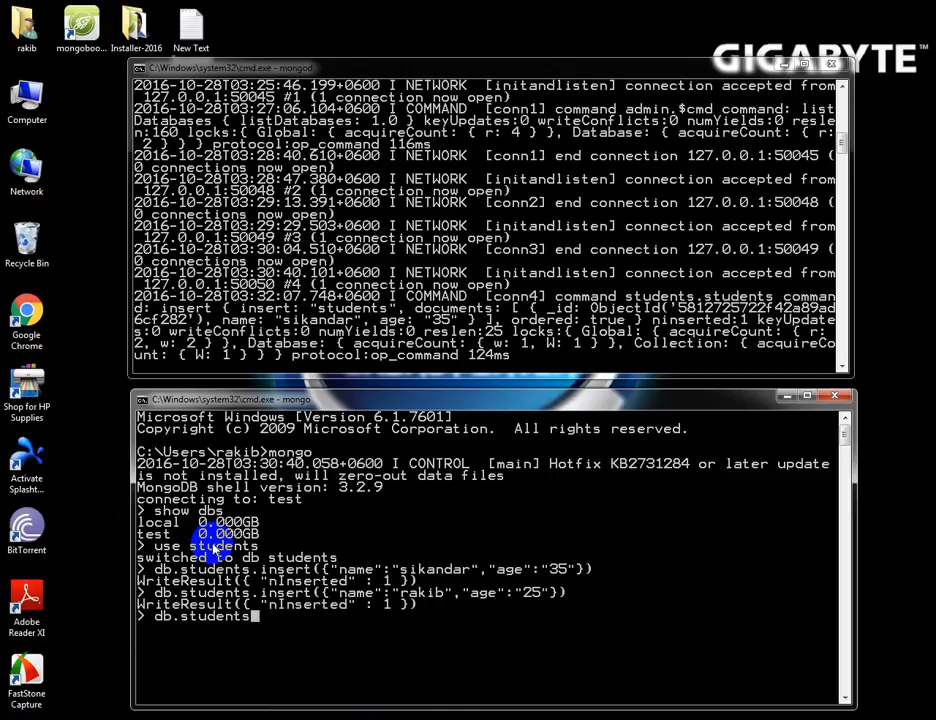 rakib
mongoboo...
Installer-2016
New Text
GIGABYTE™
Computer
Network
Recycle Bin
Google
Chrome
Shop for HP
Supplies
Activate
Splasht...
BitTorrent
Adobe
Reader XI
FastStone
Capture
C:\Windows\system32\cmd.exe - mongod
2016-10-28T03:25:46.199+0600 I NETWORK  [initandlisten] connection accepted from
127.0.0.1:50045 #1 (1 connection now open)
2016-10-28T03:27:06.104+0600 I COMMAND  [conn1] command admin.$cmd command: list
Databases { listDatabases: 1.0 } keyUpdates:0 writeConflicts:0 numYields:0 resle
n:160 locks:{ Global: { acquireCount: { r: 4 } }, Database: { acquireCount: { r:
2 } } } protocol:op_command 116ms
2016-10-28T03:28:40.610+0600 I NETWORK  [conn1] end connection 127.0.0.1:50045 (
0 connections now open)
2016-10-28T03:28:47.380+0600 I NETWORK  [initandlisten] connection accepted from
127.0.0.1:50048 #2 (1 connection now open)
2016-10-28T03:29:13.391+0600 I NETWORK  [conn2] end connection 127.0.0.1:50048 (
0 connections now open)
2016-10-28T03:29:29.503+0600 I NETWORK  [initandlisten] connection accepted from
127.0.0.1:50049 #3 (1 connection now open)
2016-10-28T03:30:04.510+0600 I NETWORK  [conn3] end connection 127.0.0.1:50049 (
0 connections now open)
2016-10-28T03:30:40.101+0600 I NETWORK  [initandlisten] connection accepted from
127.0.0.1:50050 #4 (1 connection now open)
2016-10-28T03:32:07.748+0600 I COMMAND  [conn4] command students.students comman
d: insert { insert: "students", documents: [ { _id: ObjectId('5812725722f42a89ad
6cf282'), name: "sikandar", age: "35" } ], ordered: true } ninserted:1 keyUpdate
s:0 writeConflicts:0 numYields:0 reslen:25 locks:{ Global: { acquireCount: { r:
2, w: 2 } }, Database: { acquireCount: { w: 1, W: 1 } }, Collection: { acquireCo
unt: { W: 1 } } } protocol:op_command 124ms
C:\Windows\system32\cmd.exe - mongo
Microsoft Windows [Version 6.1.7601]
Copyright (c) 2009 Microsoft Corporation.  All rights reserved.
C:\Users\rakib>mongo
2016-10-28T03:30:40.058+0600 I CONTROL  [main] Hotfix KB2731284 or later update
is not installed, will zero-out data files
MongoDB shell version: 3.2.9
connecting to: test
> show dbs
local  0.000GB
test   0.000GB
> use students
switched to db students
> db.students.insert({"name":"sikandar","age":"35"})
WriteResult({ "nInserted" : 1 })
> db.students.insert({"name":"rakib","age":"25"})
WriteResult({ "nInserted" : 1 })
> db.students